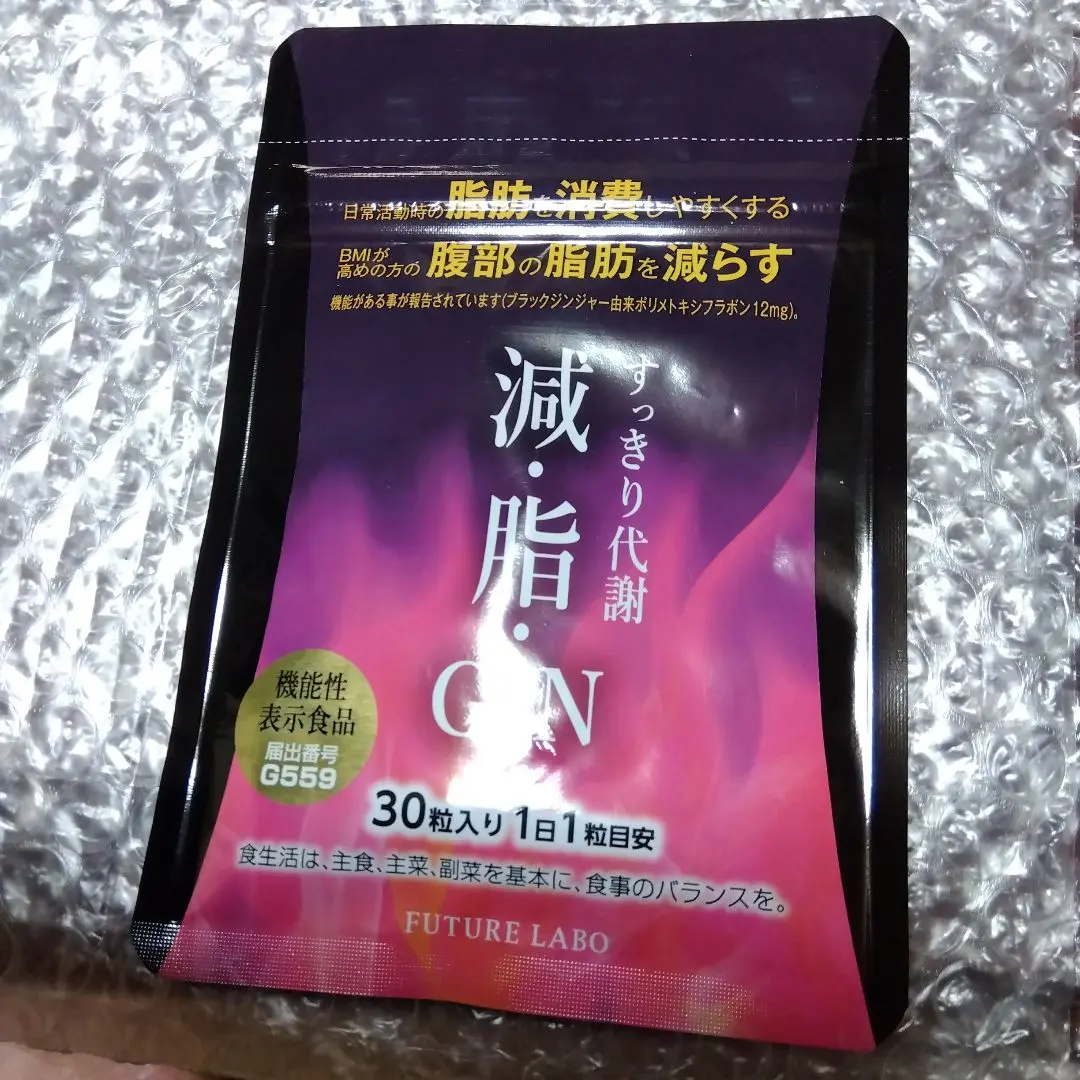 日常活動時の脂肪を消費しやすくする
BMIが
高めの方の腹部の脂肪を減らす
機能がある事が報告されています(ブラックジンジャー由来ポリメトキシフラボン12mg)。
すっきり代謝
減・脂・
機能性
表示食品
届出番号
G559
30粒入り 1日1粒目安
食生活は、主食、主菜、副菜を基本に、食事のバランスを。
FUTURE LABO